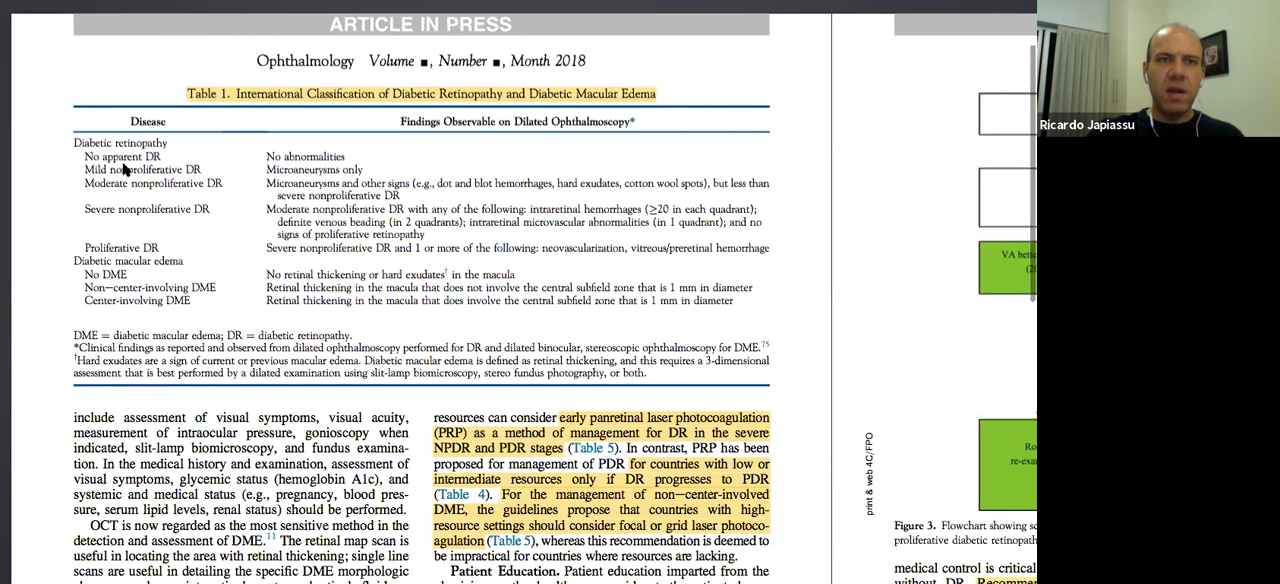 ARTICLE IN PRESS
Ophthalmology Volume ■, Number ■, Month 2018
Table 1. International Classification of Diabetic Retinopathy and Diabetic Macular Edema
Disease Findings Observable on Dilated Ophthalmoscopy*
Diabetic retinopathy
No apparent DR No abnormalities
Mild nonproliferative DR Microaneurysms only
Moderate nonproliferative DR Microaneurysms and other signs (e.g., dot and blot hemorrhages, hard exudates, cotton wool spots), but less than
severe nonproliferative DR
Severe nonproliferative DR Moderate nonproliferative DR with any of the following: intraretinal hemorrhages (≥20 in each quadrant);
definite venous beading (in 2 quadrants); intraretinal microvascular abnormalities (in 1 quadrant); and no
signs of proliferative retinopathy
Proliferative DR Severe nonproliferative DR and 1 or more of the following: neovascularization, vitreous/preretinal hemorrhage
Diabetic macular edema
No DME No retinal thickening or hard exudates† in the macula
Non−center-involving DME Retinal thickening in the macula that does not involve the central subfield zone that is 1 mm in diameter
Center-involving DME Retinal thickening in the macula that does involve the central subfield zone that is 1 mm in diameter
DME = diabetic macular edema; DR = diabetic retinopathy.
*Clinical findings as reported and observed from dilated ophthalmoscopy performed for DR and dilated binocular, stereoscopic ophthalmoscopy for DME.75
†Hard exudates are a sign of current or previous macular edema. Diabetic macular edema is defined as retinal thickening, and this requires a 3-dimensional
assessment that is best performed by a dilated examination using slit-lamp biomicroscopy, stereo fundus photography, or both.
include assessment of visual symptoms, visual acuity,
measurement of intraocular pressure, gonioscopy when
indicated, slit-lamp biomicroscopy, and fundus examina-
tion. In the medical history and examination, assessment of
visual symptoms, glycemic status (hemoglobin A1c), and
systemic and medical status (e.g., pregnancy, blood pres-
sure, serum lipid levels, renal status) should be performed.
OCT is now regarded as the most sensitive method in the
detection and assessment of DME.11 The retinal map scan is
useful in locating the area with retinal thickening; single line
scans are useful in detailing the specific DME morphologic
resources can consider early panretinal laser photocoagulation
(PRP) as a method of management for DR in the severe
NPDR and PDR stages (Table 5). In contrast, PRP has been
proposed for management of PDR for countries with low or
intermediate resources only if DR progresses to PDR
(Table 4). For the management of non−center-involved
DME, the guidelines propose that countries with high-
resource settings should consider focal or grid laser photoco-
agulation (Table 5), whereas this recommendation is deemed to
be impractical for countries where resources are lacking.
Patient Education. Patient education imparted from the
print & web 4C/FPO
VA bette
(20
Ro
re-exa
Figure 3. Flowchart showing sc
proliferative diabetic retinopath
medical control is critical
without DR. Recommen
Ricardo Japiassu